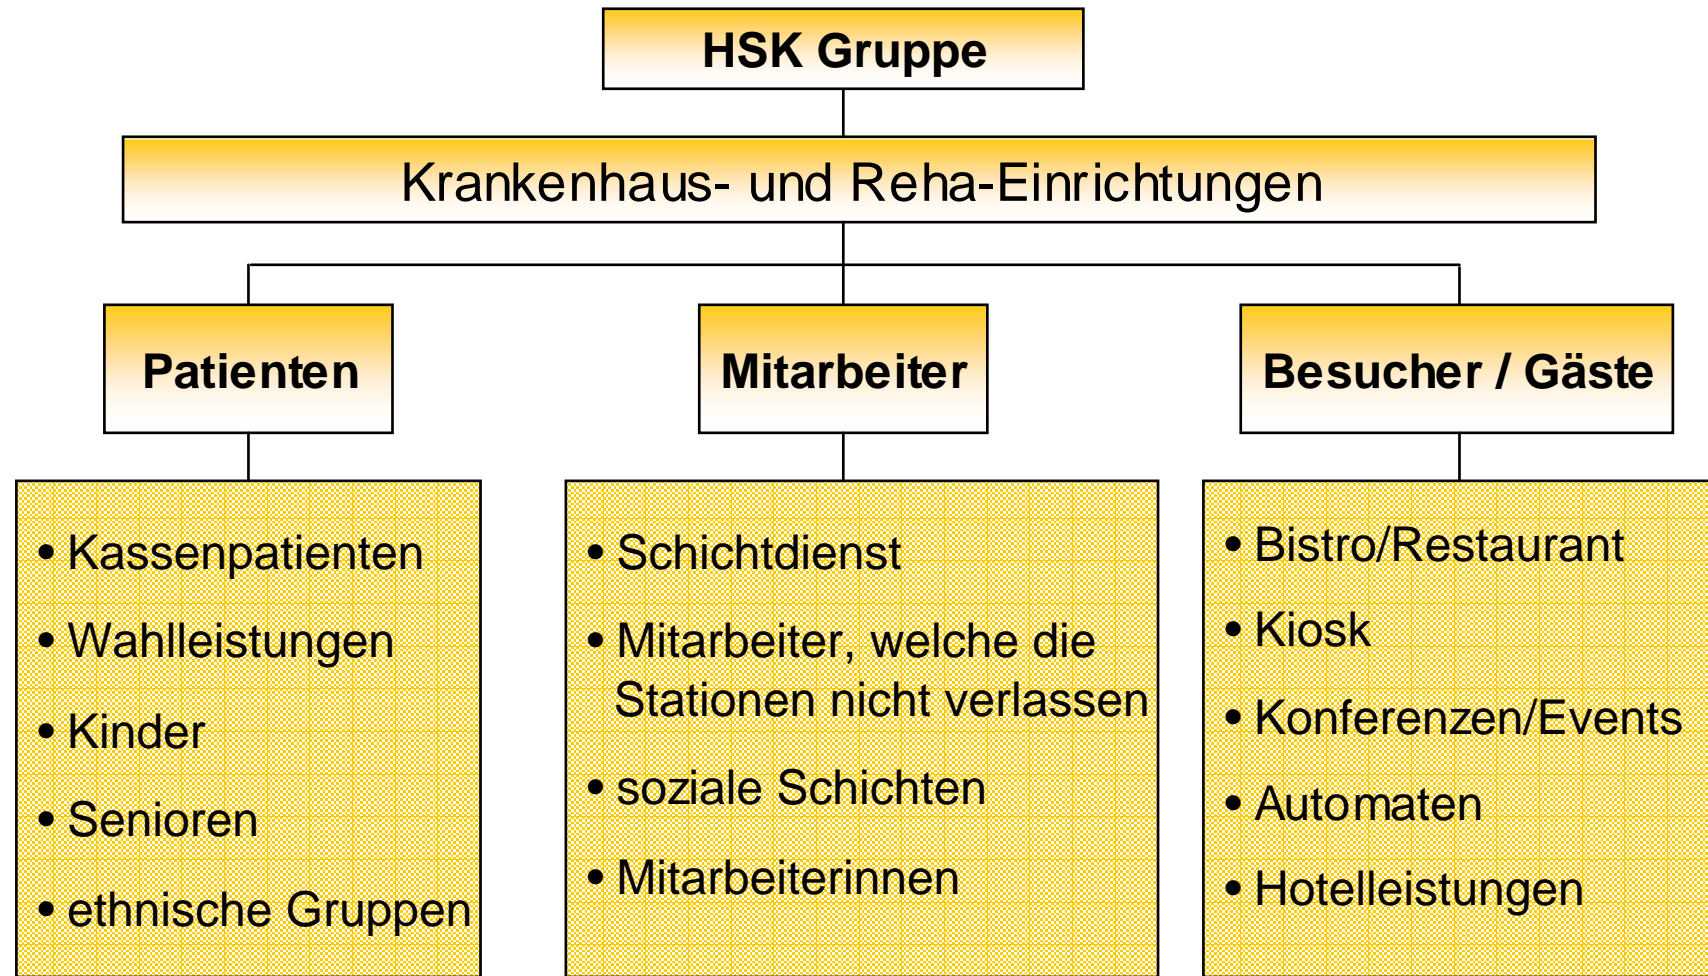 HSK Gruppe
Krankenhaus- und Reha-Einrichtungen
Patienten
• Kassenpatienten
• Wahlleistungen
• Kinder
• Senioren
• ethnische Gruppen
Mitarbeiter
• Schichtdienst
• Mitarbeiter, welche die
Stationen nicht verlassen
• soziale Schichten
• Mitarbeiterinnen
Besucher / Gäste
• Bistro/Restaurant
• Kiosk
• Konferenzen/Events
• Automaten
• Hotelleistungen